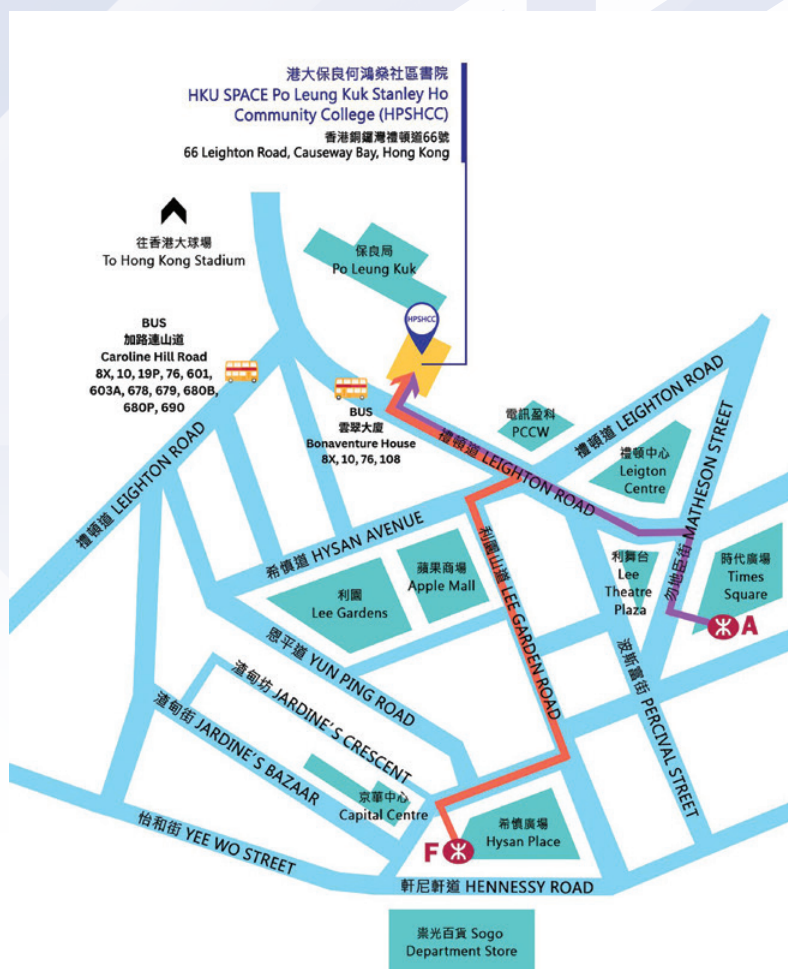 港大保良何鴻燊社區書院
HKU SPACE Po Leung Kuk Stanley Ho
Community College (HPSHCC)
香港銅鑼灣禮頓道66號
66 Leighton Road, Causeway Bay, Hong Kong
往香港大球場
To Hong Kong Stadium
保良局
Po Leung Kuk
HPSHCC
BUS
加路連山道
Caroline Hill Road
8X, 10, 19P, 76, 601,
603A, 678, 679, 680B,
680P, 690
BUS
雲翠大廈
Bonaventure House
8X, 10, 76, 108
電訊盈科
PCCW
禮頓道 LEIGHTON ROAD
禮頓中心
Leigton
Centre
勿地臣街 MATHESON STREET
禮頓道 LEIGHTON ROAD
禮頓道 LEIGHTON ROAD
希慎道 HYSAN AVENUE
利園山道 LEE GARDEN ROAD
利舞台
Lee
Theatre
Plaza
時代廣場
Times
Square
A
蘋果商場
Apple Mall
利園
Lee Gardens
恩平道 YUN PING ROAD
波斯富街 PERCIVAL STREET
渣甸坊 JARDINE'S CRESCENT
渣甸街 JARDINE'S BAZAAR
京華中心
Capital Centre
希慎廣場
Hysan Place
F
怡和街 YEE WO STREET
軒尼軒道 HENNESSY ROAD
崇光百貨 Sogo
Department Store